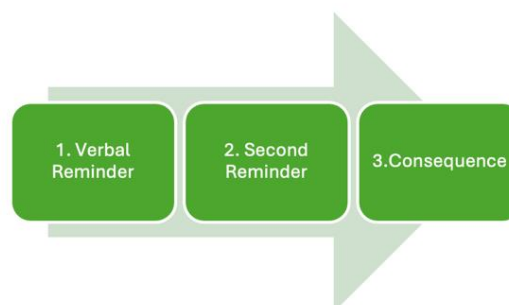 1. Verbal
Reminder
2. Second
Reminder
3.Consequence